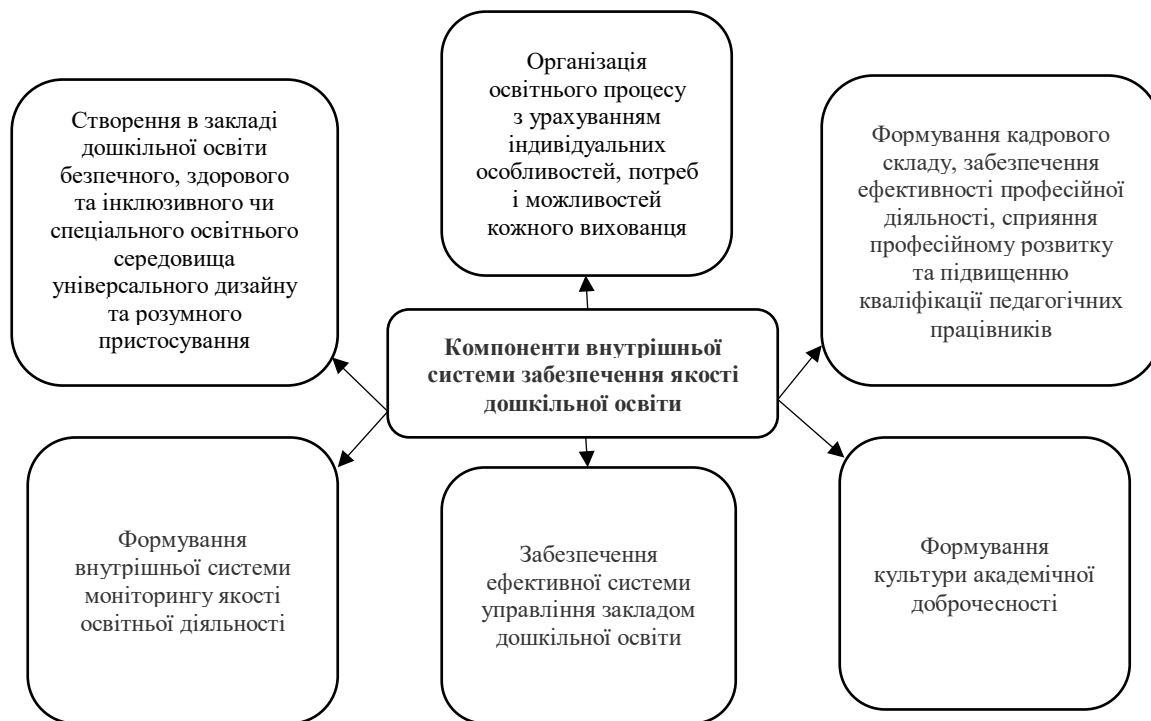 Створення в закладі
дошкільної освіти
безпечного, здорового
та інклюзивного чи
спеціального освітнього
середовища
універсального дизайну
та розумного
пристосування
Організація
освітнього процесу
з урахуванням
індивідуальних
особливостей, потреб
і можливостей
кожного вихованця
Формування кадрового
складу, забезпечення
ефективності професійної
діяльності, сприяння
професійному розвитку
та підвищенню
кваліфікації педагогічних
працівників
Компоненти внутрішньої
системи забезпечення якості
дошкільної освіти
Формування
внутрішньої системи
моніторингу якості
освітньої діяльності
Забезпечення
ефективної системи
управління закладом
дошкільної освіти
Формування
культури академічної
доброчесності